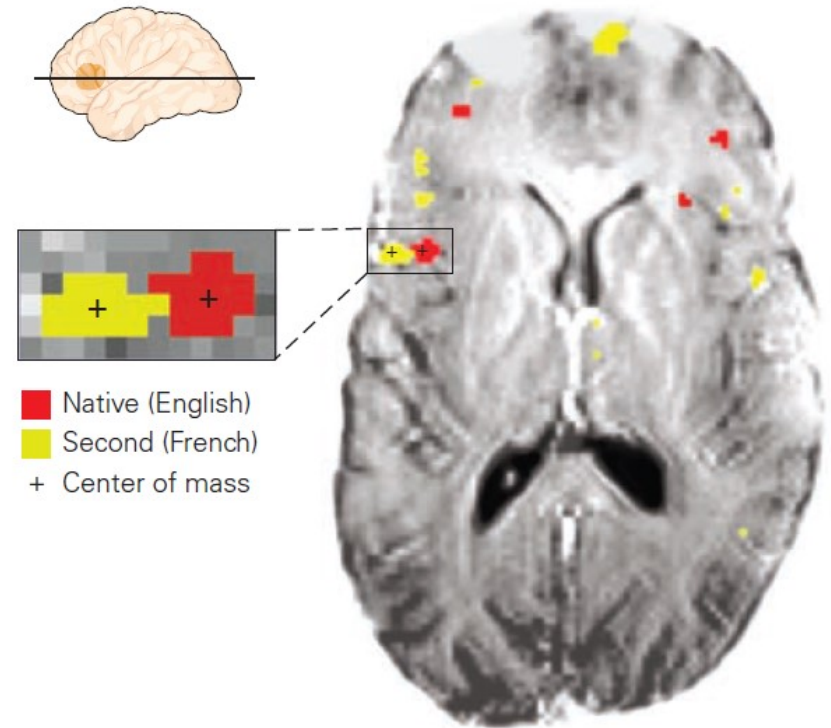 Native (English)
Second (French)
+ Center of mass